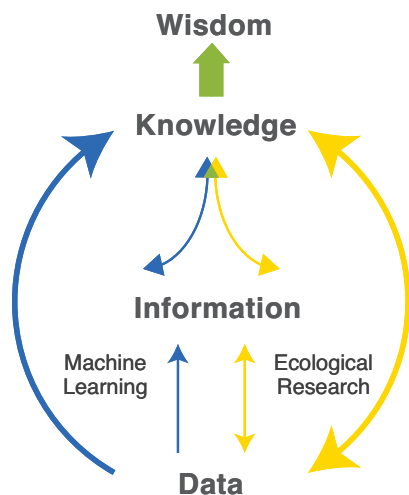 Wisdom
Knowledge
Information
Machine
Learning
Ecological
Research
Data